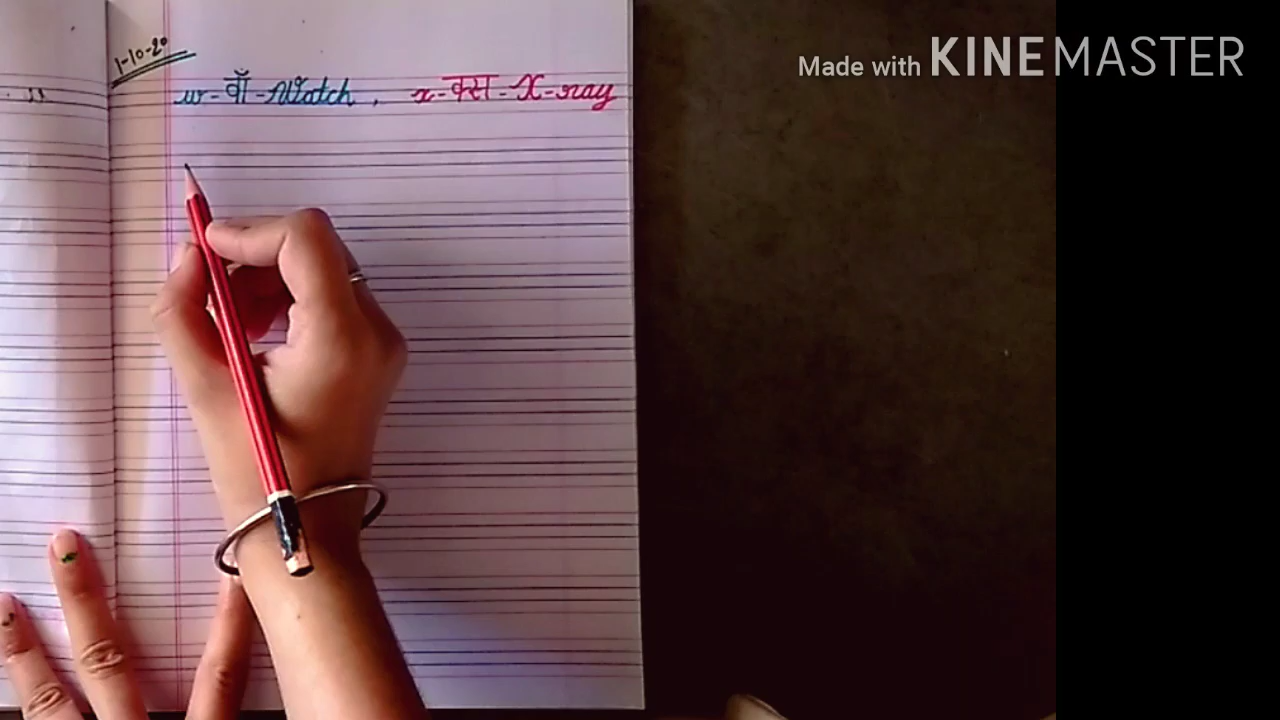 Made with KINEMASTER
1-10-20
w - वॉ - Watch , x - क्स - X-ray